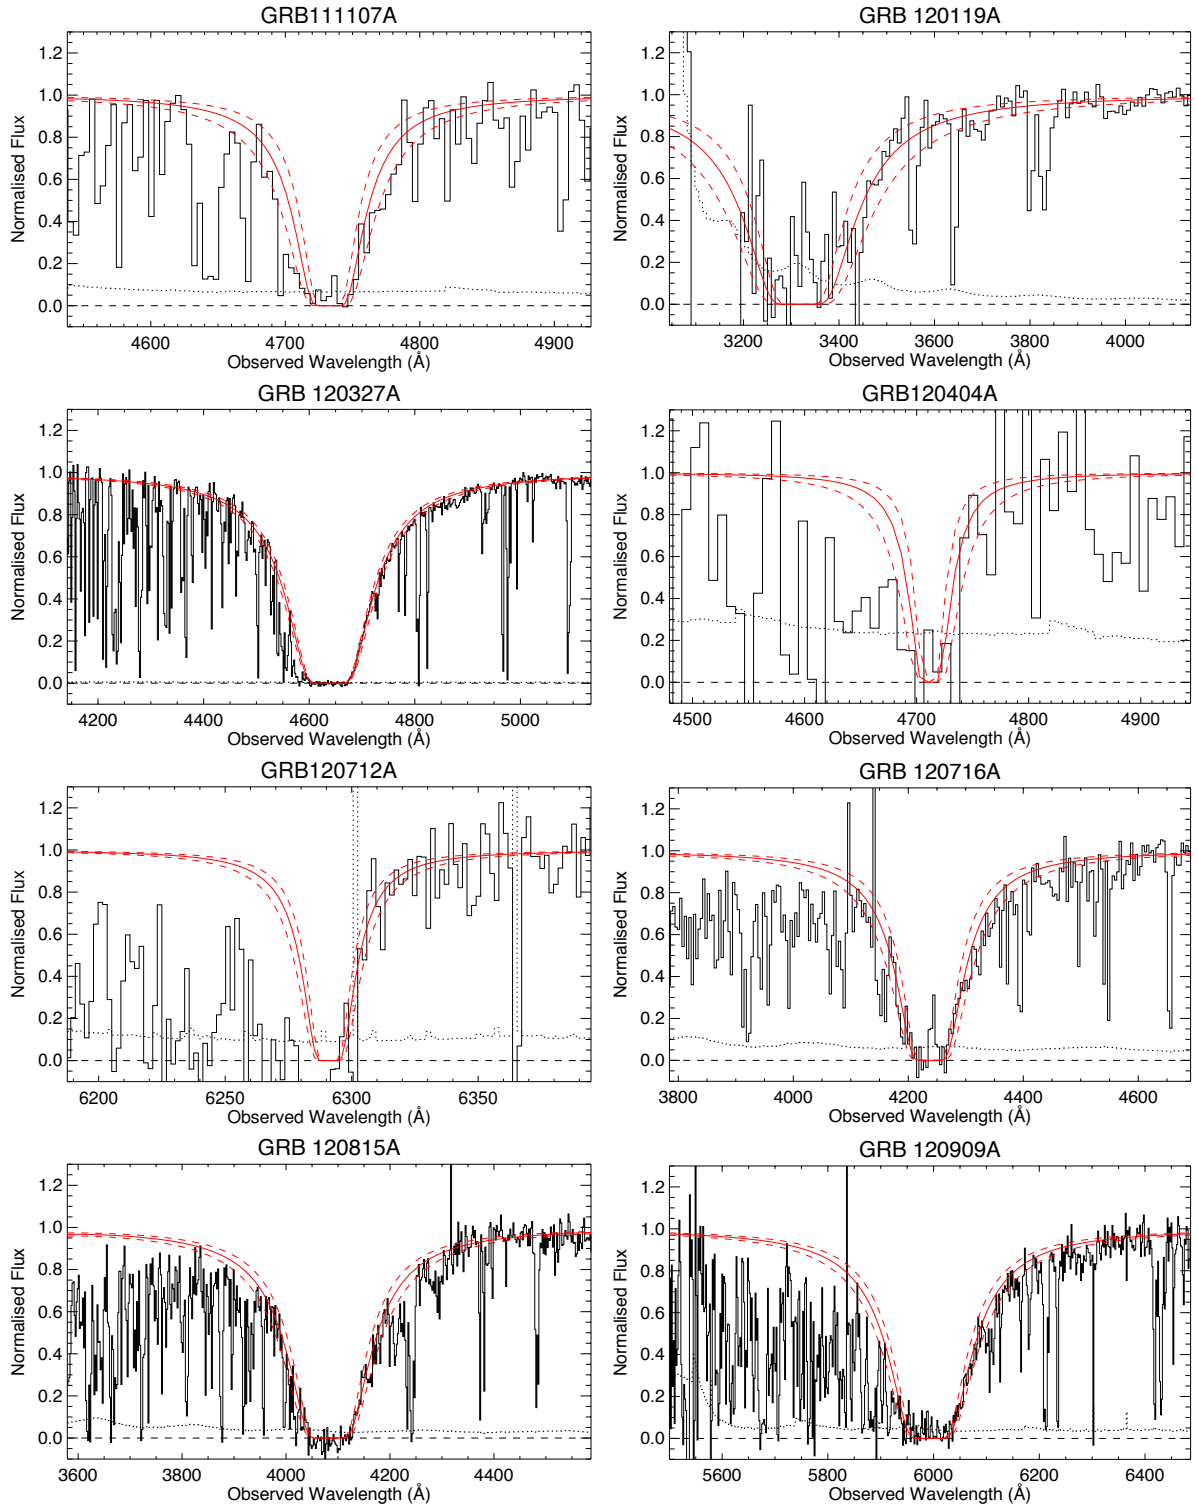 GRB111107A
1.2
1.0
0.8
0.6
0.4
0.2
0.0
Normalised Flux
4600 4700 4800 4900
Observed Wavelength (Å)
GRB 120119A
1.2
1.0
0.8
0.6
0.4
0.2
0.0
Normalised Flux
3200 3400 3600 3800 4000
Observed Wavelength (Å)
GRB 120327A
1.2
1.0
0.8
0.6
0.4
0.2
0.0
Normalised Flux
4200 4400 4600 4800 5000
Observed Wavelength (Å)
GRB120404A
1.2
1.0
0.8
0.6
0.4
0.2
0.0
Normalised Flux
4500 4600 4700 4800 4900
Observed Wavelength (Å)
GRB120712A
1.2
1.0
0.8
0.6
0.4
0.2
0.0
Normalised Flux
6200 6250 6300 6350
Observed Wavelength (Å)
GRB 120716A
1.2
1.0
0.8
0.6
0.4
0.2
0.0
Normalised Flux
3800 4000 4200 4400 4600
Observed Wavelength (Å)
GRB 120815A
1.2
1.0
0.8
0.6
0.4
0.2
0.0
Normalised Flux
3600 3800 4000 4200 4400
Observed Wavelength (Å)
GRB 120909A
1.2
1.0
0.8
0.6
0.4
0.2
0.0
Normalised Flux
5600 5800 6000 6200 6400
Observed Wavelength (Å)